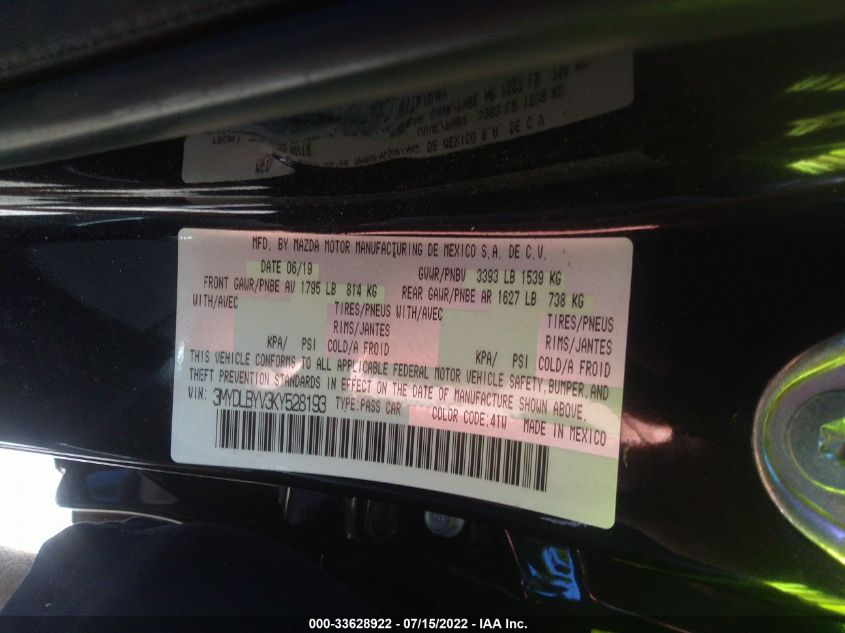 MFD. BY MAZDA MOTOR MANUFACTURING DE MEXICO S.A. DE C.V.
DATE 06/19 GVWR/PNBV 3393 LB 1539 KG
FRONT GAWR/PNBE AV 1795 LB 814 KG REAR GAWR/PNBE AR 1627 LB 738 KG
WITH/AVEC TIRES/PNEUS WITH/AVEC TIRES/PNEUS
RIMS/JANTES RIMS/JANTES
KPA/ PSI COLD/A FROID KPA/ PSI COLD/A FROID
THIS VEHICLE CONFORMS TO ALL APPLICABLE FEDERAL MOTOR VEHICLE SAFETY, BUMPER, AND
THEFT PREVENTION STANDARDS IN EFFECT ON THE DATE OF MANUFACTURE SHOWN ABOVE.
VIN: 3MYDLBYV3KY528193 TYPE:PASS CAR COLOR CODE:41W MADE IN MEXICO
000-33628922 - 07/15/2022 - IAA Inc.